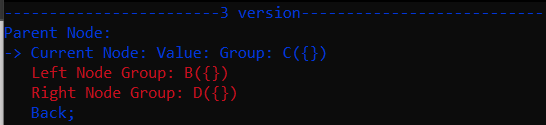 ------------------------3 version---------------------------
Parent Node:
-> Current Node: Value: Group: C({})
Left Node Group: B({})
Right Node Group: D({})
Back;